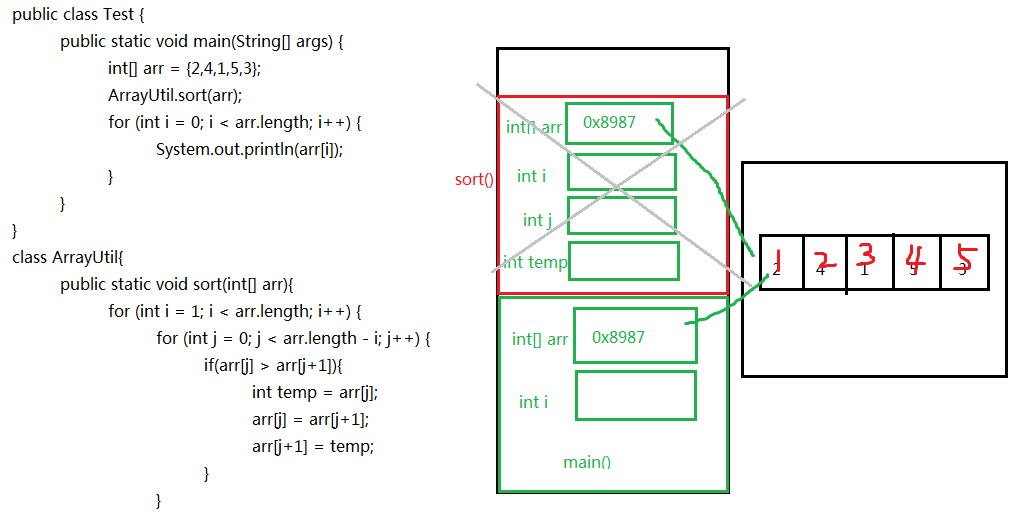 public class Test {
public static void main(String[] args) {
int[] arr = {2,4,1,5,3};
ArrayUtil.sort(arr);
for (int i = 0; i < arr.length; i++) {
System.out.println(arr[i]);
}
}
}
class ArrayUtil{
public static void sort(int[] arr){
for (int i = 1; i < arr.length; i++) {
for (int j = 0; j < arr.length - i; j++) {
if(arr[j] > arr[j+1]){
int temp = arr[j];
arr[j] = arr[j+1];
arr[j+1] = temp;
}
}
sort()
int[] arr 0x8987
int i
int j
int temp
int[] arr 0x8987
int i
main()
1 2 3 4 5
2 4 1 5 3